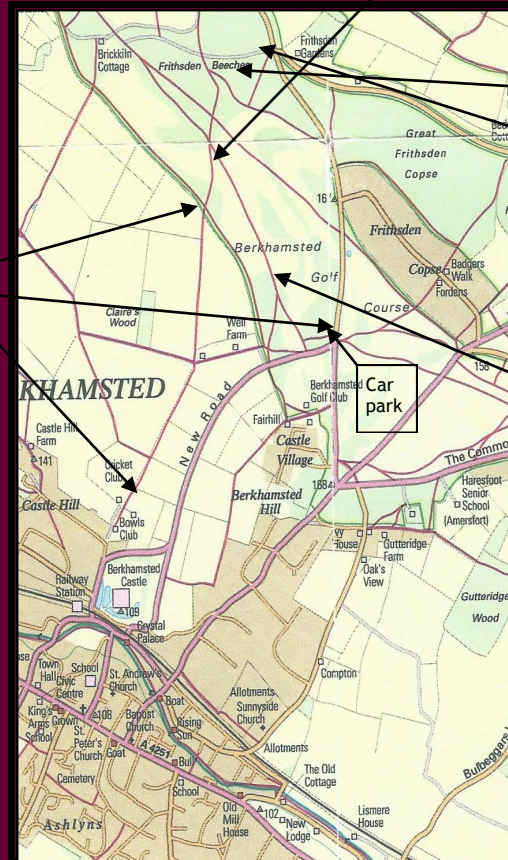 Brickkiln
Cottage
Frithsden Beeches
Frithsden
Gardens
Great
Frithsden
Copse
Frithsden
Copse
Badgers
Walk
Fordens
Berkhamsted
Golf
Course
Claire's
Wood
Well
Farm
New Road
Car
park
158
KHAMSTED
Berkhamsted
Golf Club
Fairhill
Castle
Village
Castle Hill
Farm
141
Cricket
Club
Castle Hill
Bowls
Club
Berkhamsted
Hill
168
The Common
Haresfoot
Senior
School
(Amersfort)
Gutteridge
Farm
Oak's
View
Gutteridge
Wood
Berkhamsted
Castle
109
Railway
Station
Crystal
Palace
Town
Hall
School
Civic
Centre
St. Andrew's
Church
Compton
King's
Arms
School
Crown
108
St.
Peter's
Church
Goat
Baptist
Church
Boat
Rising
Sun
Bull
A 4251
Allotments
Sunnyside
Church
Allotments
Cemetery
School
The Old
Cottage
Old
Mill
House
102
New
Lodge
Lismere
House
Ashlyns